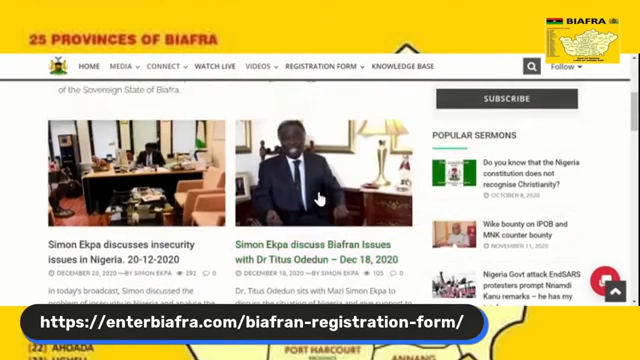 25 PROVINCES OF BIAFRA
BIAFRA
HOME MEDIA CONNECT WATCH LIVE VIDEOS REGISTRATION FORM KNOWLEDGE BASE
Follow
of the Sovereign State of Biafra.
SUBSCRIBE
POPULAR SERMONS
Do you know that the Nigeria
constitution does not
recognise Christianity?
OCTOBER 8, 2020
Wike bounty on IPOB and
MNK counter bounty
NOVEMBER 11, 2020
Nigeria Govt attack EndSARS
protesters prompt Nnamdi
Kanu remarks – he has my
Simon Ekpa discusses insecurity
issues in Nigeria. 20-12-2020
DECEMBER 20, 2020 —BY SIMON EKPA 292 0
In today's broadcast, Simon discussed the
Simon Ekpa discuss Biafran Issues
with Dr Titus Odedun – Dec 18, 2020
DECEMBER 18, 2020 —BY SIMON EKPA 105 0
Dr. Titus Odedun sits with Mazi Simon Ekpa to
https://enterbiafra.com/biafran-registration-form/
[22] AHOADA
PORT HARCOURT
ANNANG